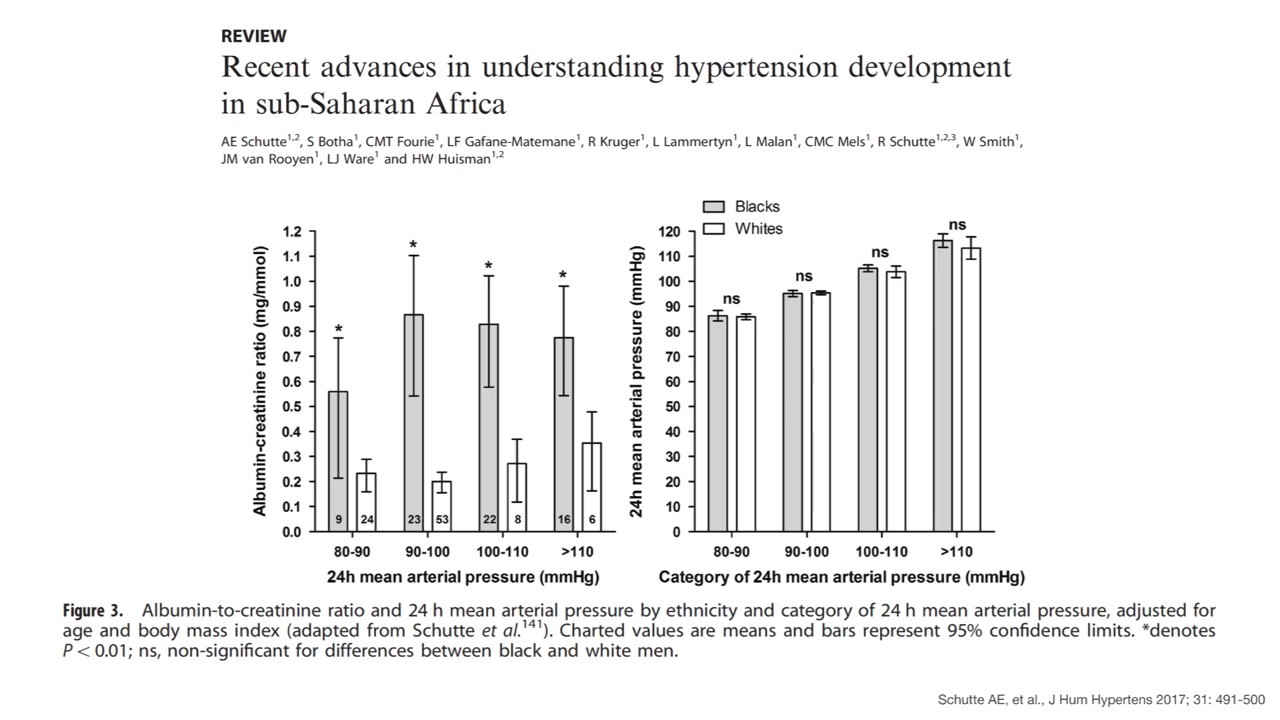 REVIEW
Recent advances in understanding hypertension development
in sub-Saharan Africa
AE Schutte1,2, S Botha1, CMT Fourie1, LF Gafane-Matemane1, R Kruger1, L Lammertyn1, L Malan1, CMC Mels1, R Schutte1,2,3, W Smith1,
JM van Rooyen1, LJ Ware1 and HW Huisman1,2
Albumin-creatinine ratio (mg/mmol)
1.2
1.1
1.0
0.9
0.8
0.7
0.6
0.5
0.4
0.3
0.2
0.1
0.0
* * * *
9 24 23 53 22 8 16 6
80-90 90-100 100-110 >110
24h mean arterial pressure (mmHg)
Blacks
Whites
24h mean arterial pressure (mmHg)
120
110
100
90
80
70
60
50
40
30
20
10
0
ns ns ns ns
80-90 90-100 100-110 >110
Category of 24h mean arterial pressure (mmHg)
Figure 3. Albumin-to-creatinine ratio and 24 h mean arterial pressure by ethnicity and category of 24 h mean arterial pressure, adjusted for
age and body mass index (adapted from Schutte et al.141). Charted values are means and bars represent 95% confidence limits. *denotes
P < 0.01; ns, non-significant for differences between black and white men.
Schutte AE, et al., J Hum Hypertens 2017; 31: 491-500